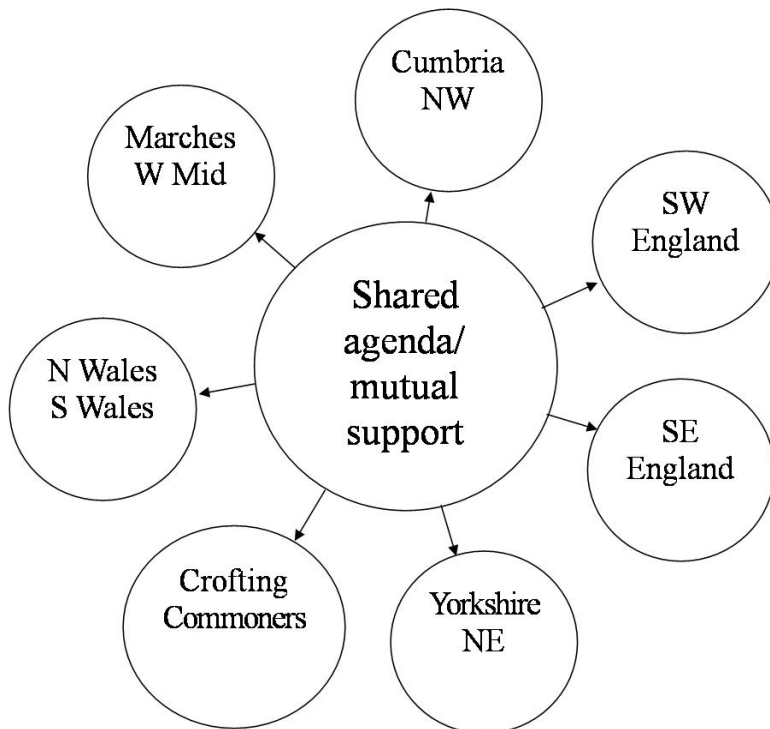 Cumbria
NW
Marches
W Mid
SW
England
Shared
agenda/
mutual
support
N Wales
S Wales
SE
England
Crofting
Commoners
Yorkshire
NE